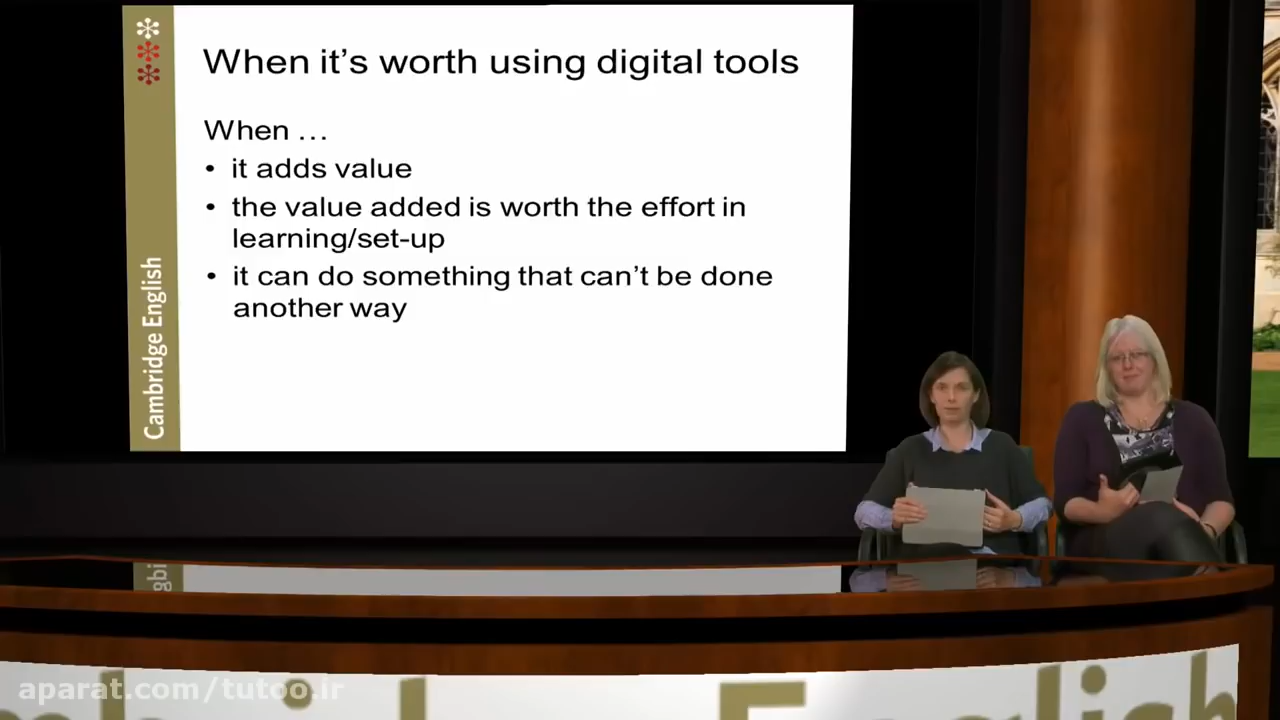 When it's worth using digital tools
When …
• it adds value
• the value added is worth the effort in
learning/set-up
• it can do something that can't be done
another way
Cambridge English
aparat.com/tutoo.ir
English